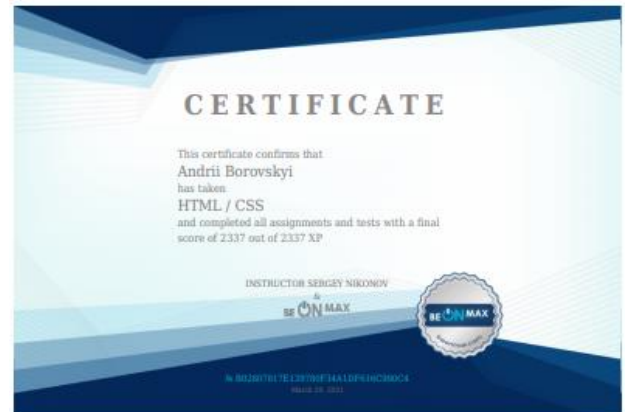 CERTIFICATE
This certificate confirms that
Andrii Borovskyi
has taken
HTML / CSS
and completed all assignments and tests with a final
score of 2337 out of 2337 XP
INSTRUCTOR SERGEY NIKONOV
&
BE ON MAX
BE ON MAX